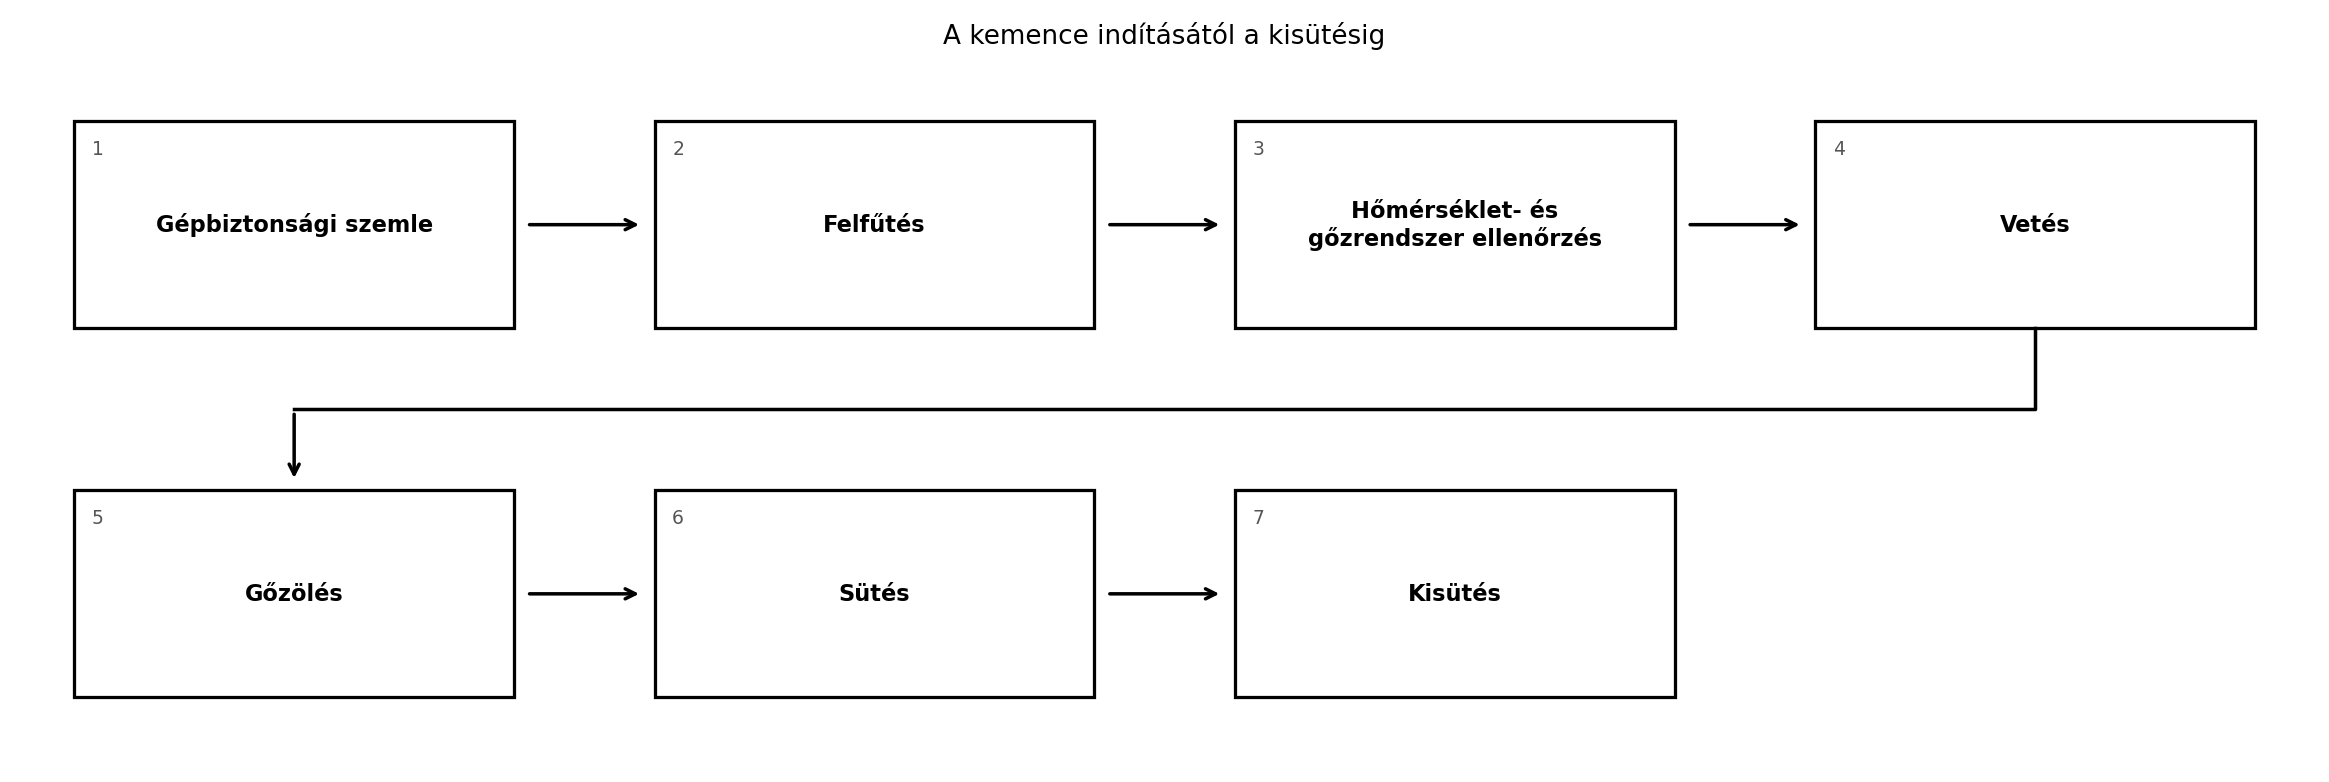 A kemence indításától a kisütésig
1
Gépbiztonsági szemle
2
Felfűtés
3
Hőmérséklet- és
gőzrendszer ellenőrzés
4
Vetés
5
Gőzölés
6
Sütés
7
Kisütés